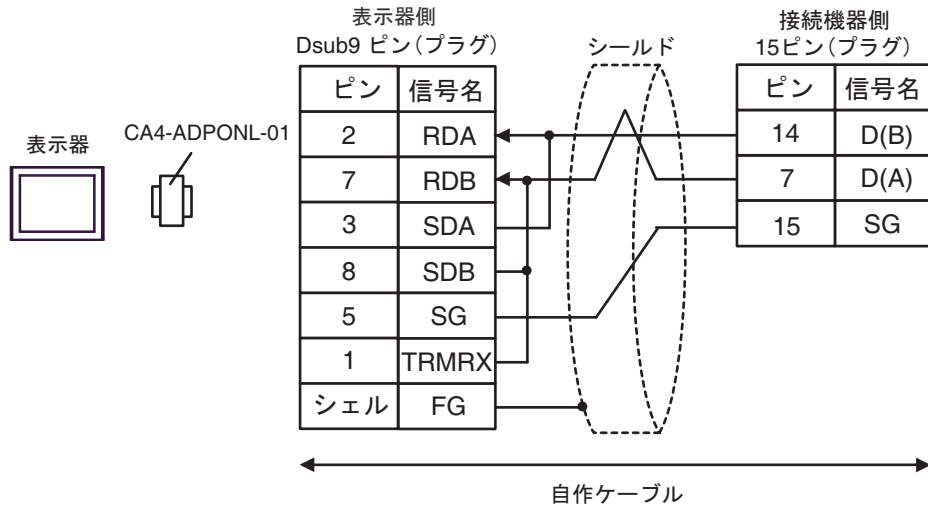 表示器側
Dsub9 ピン（プラグ）
シールド
接続機器側
15ピン（プラグ）
表示器
CA4-ADPONL-01
ピン 信号名
2 RDA
7 RDB
3 SDA
8 SDB
5 SG
1 TRMRX
シェル FG
ピン 信号名
14 D(B)
7 D(A)
15 SG
自作ケーブル